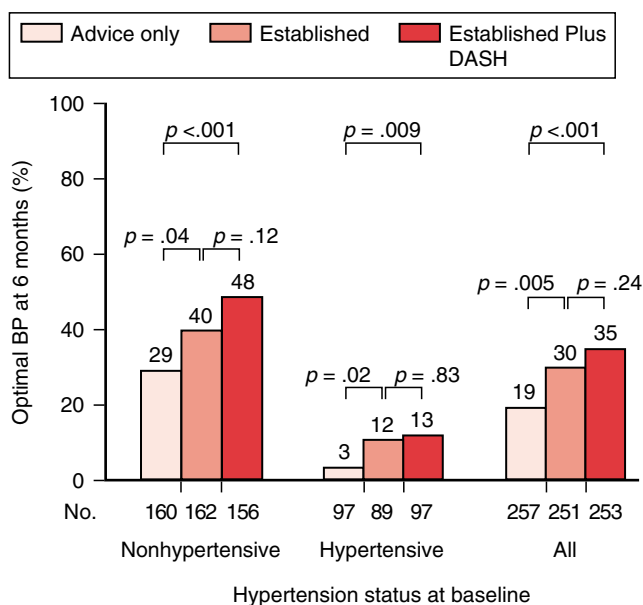 Advice only Established Established Plus
DASH
Optimal BP at 6 months (%)
100
80
60
40
20
0
p <.001 p = .009 p <.001
p = .04 p = .12
p = .005 p = .24
p = .02 p = .83
29 40 48
3 12 13
19 30 35
No. 160 162 156 97 89 97 257 251 253
Nonhypertensive Hypertensive All
Hypertension status at baseline